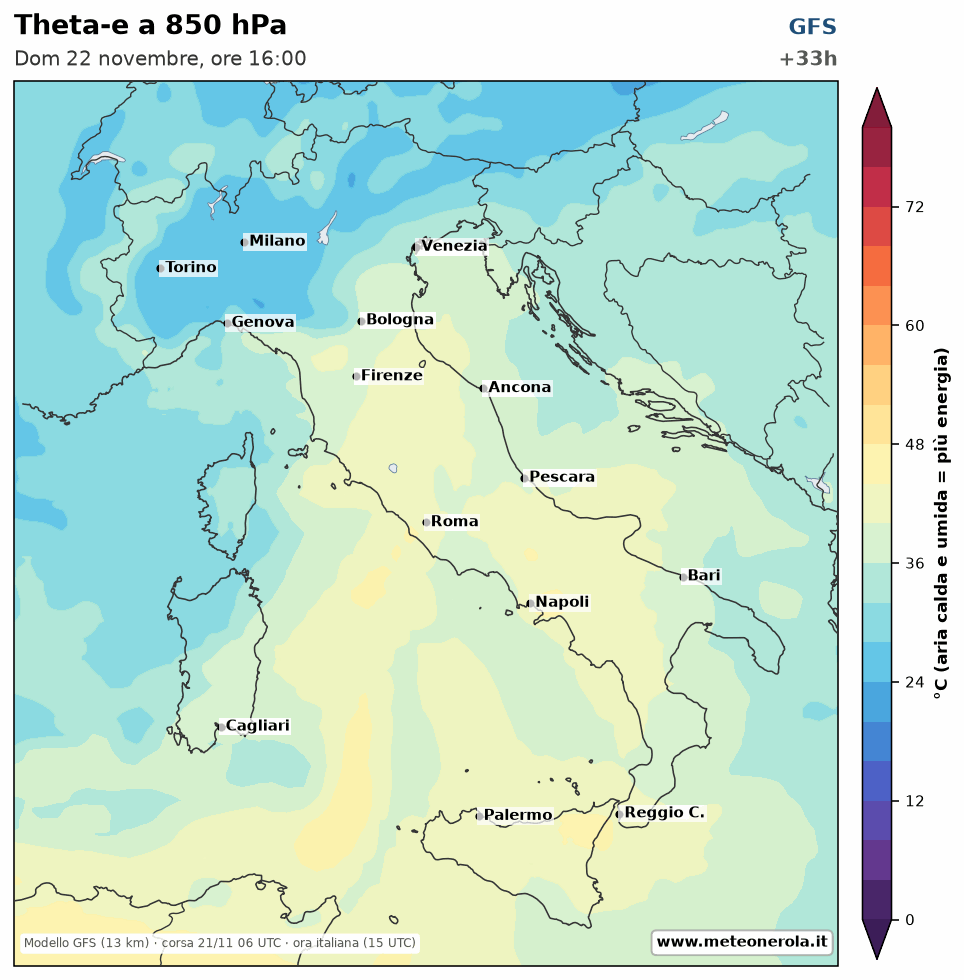 Theta-e a 850 hPa
GFS
Dom 22 novembre, ore 16:00
+33h
Milano
Torino
Venezia
Genova
Bologna
Firenze
Ancona
Pescara
Roma
Bari
Napoli
Cagliari
Palermo
Reggio C.
72
60
48
36
24
12
0
°C (aria calda e umida = più energia)
Modello GFS (13 km) · corsa 21/11 06 UTC · ora italiana (15 UTC)
www.meteonerola.it